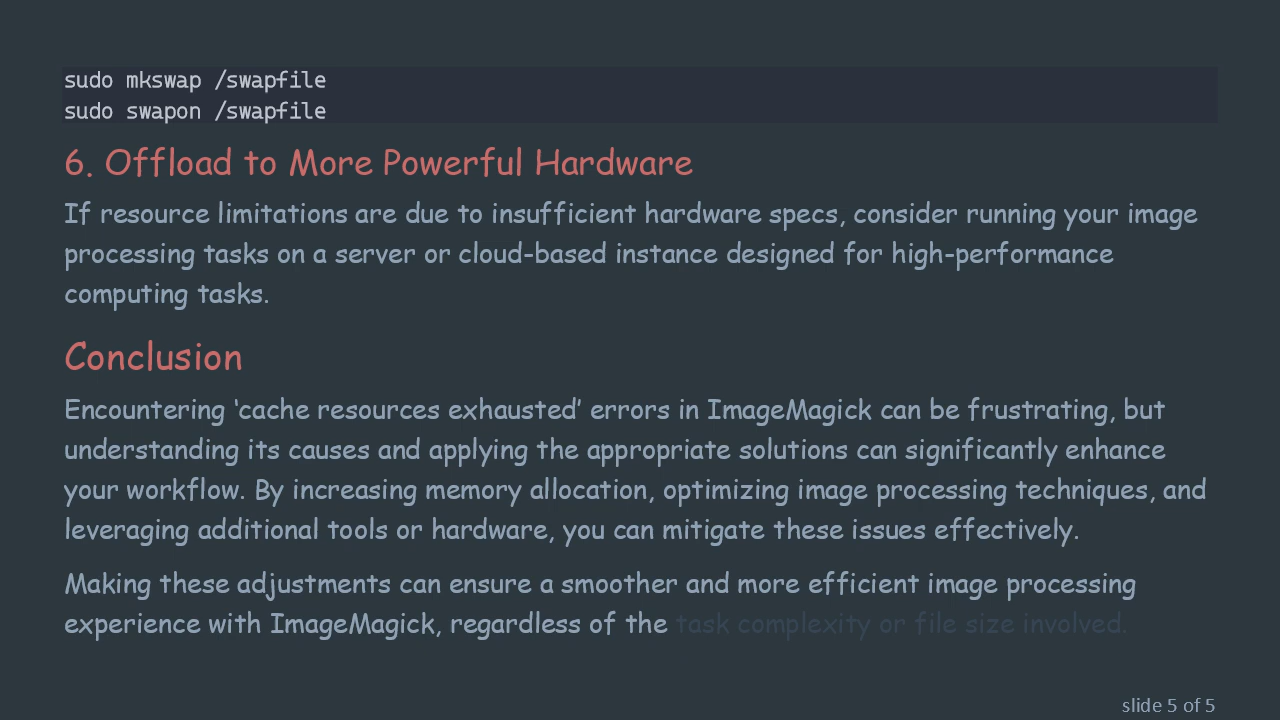 sudo mkswap /swapfile
sudo swapon /swapfile
6. Offload to More Powerful Hardware
If resource limitations are due to insufficient hardware specs, consider running your image
processing tasks on a server or cloud-based instance designed for high-performance
computing tasks.
Conclusion
Encountering ‘cache resources exhausted’ errors in ImageMagick can be frustrating, but
understanding its causes and applying the appropriate solutions can significantly enhance
your workflow. By increasing memory allocation, optimizing image processing techniques, and
leveraging additional tools or hardware, you can mitigate these issues effectively.
Making these adjustments can ensure a smoother and more efficient image processing
experience with ImageMagick, regardless of the task complexity or file size involved.
slide 5 of 5